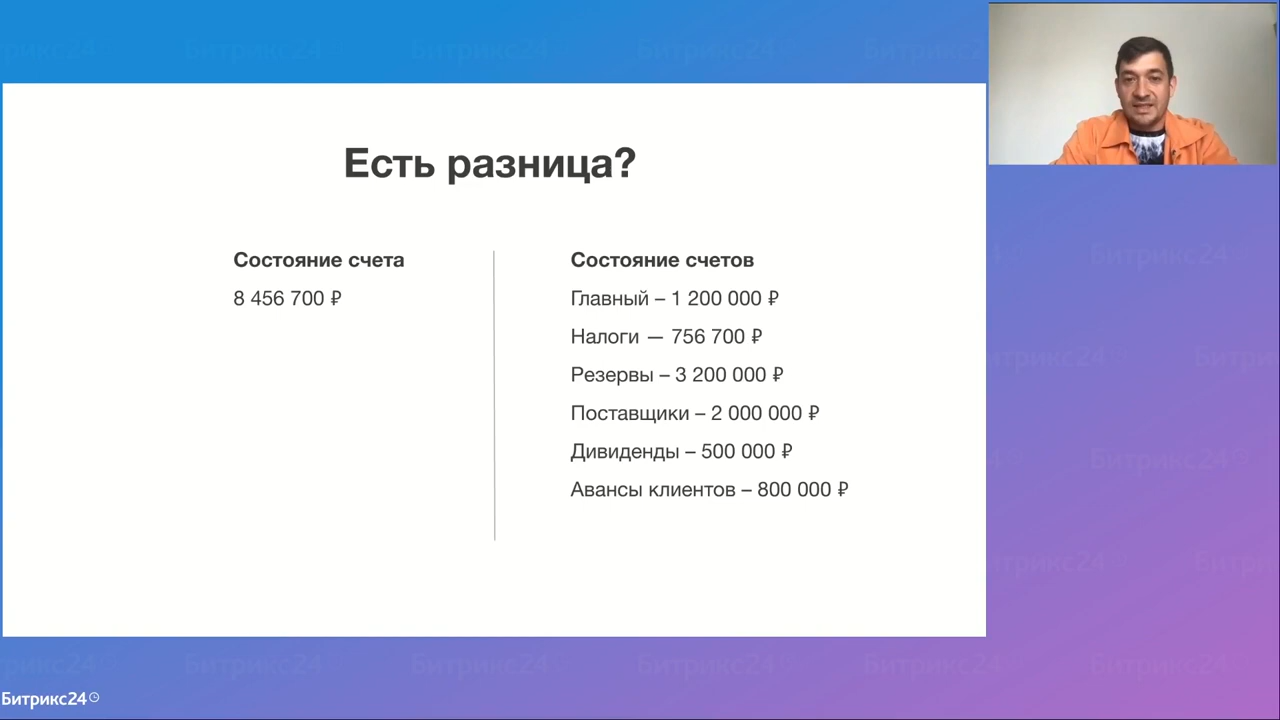 Есть разница?
Состояние счета
8 456 700 ₽
Состояние счетов
Главный – 1 200 000 ₽
Налоги — 756 700 ₽
Резервы – 3 200 000 ₽
Поставщики – 2 000 000 ₽
Дивиденды – 500 000 ₽
Авансы клиентов – 800 000 ₽
Битрикс24